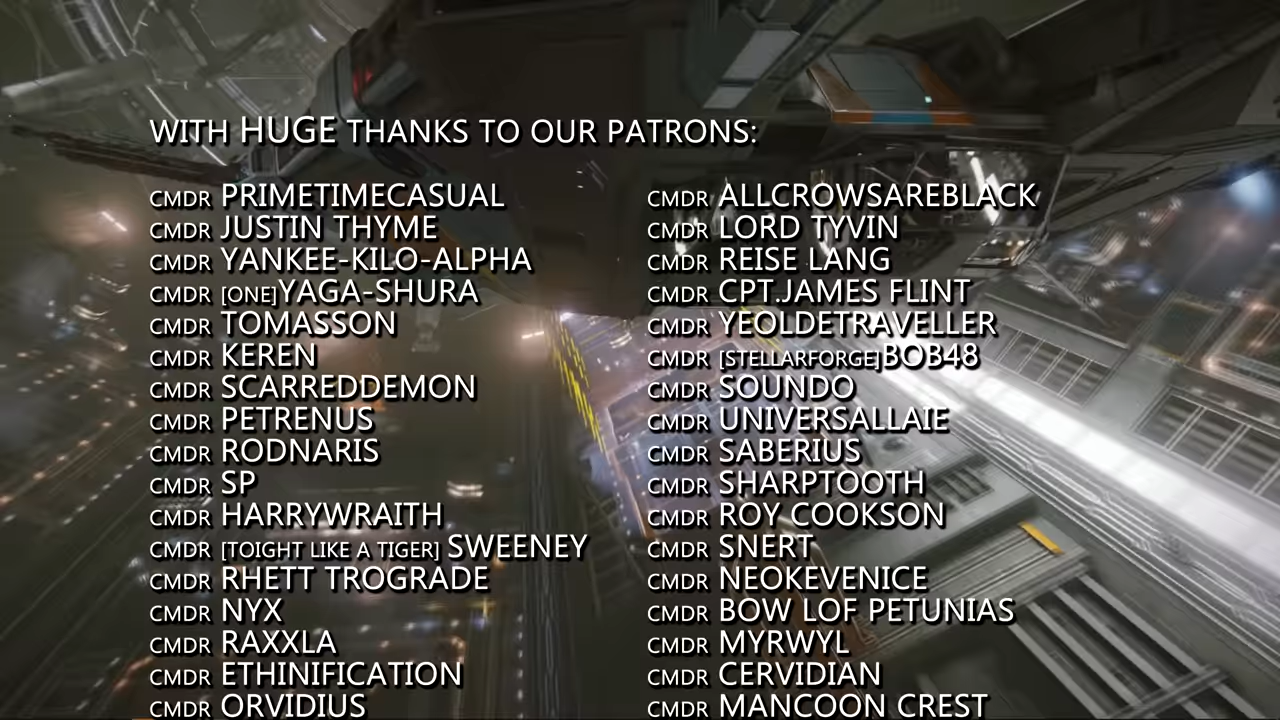 WITH HUGE THANKS TO OUR PATRONS:
CMDR PRIMETIMECASUAL
CMDR JUSTIN THYME
CMDR YANKEE-KILO-ALPHA
CMDR [ONE]YAGA-SHURA
CMDR TOMASSON
CMDR KEREN
CMDR SCARREDDEMON
CMDR PETRENUS
CMDR RODNARIS
CMDR SP
CMDR HARRYWRAITH
CMDR [TOIGHT LIKE A TIGER] SWEENEY
CMDR RHETT TROGRADE
CMDR NYX
CMDR RAXXLA
CMDR ETHINIFICATION
CMDR ORVIDIUS
CMDR ALLCROWSAREBLACK
CMDR LORD TYVIN
CMDR REISE LANG
CMDR CPT.JAMES FLINT
CMDR YEOLDETRAVELLER
CMDR [STELLARFORGE]BOB48
CMDR SOUNDO
CMDR UNIVERSALLAIE
CMDR SABERIUS
CMDR SHARPTOOTH
CMDR ROY COOKSON
CMDR SNERT
CMDR NEOKEVENICE
CMDR BOW LOF PETUNIAS
CMDR MYRWYL
CMDR CERVIDIAN
CMDR MANCOON CREST